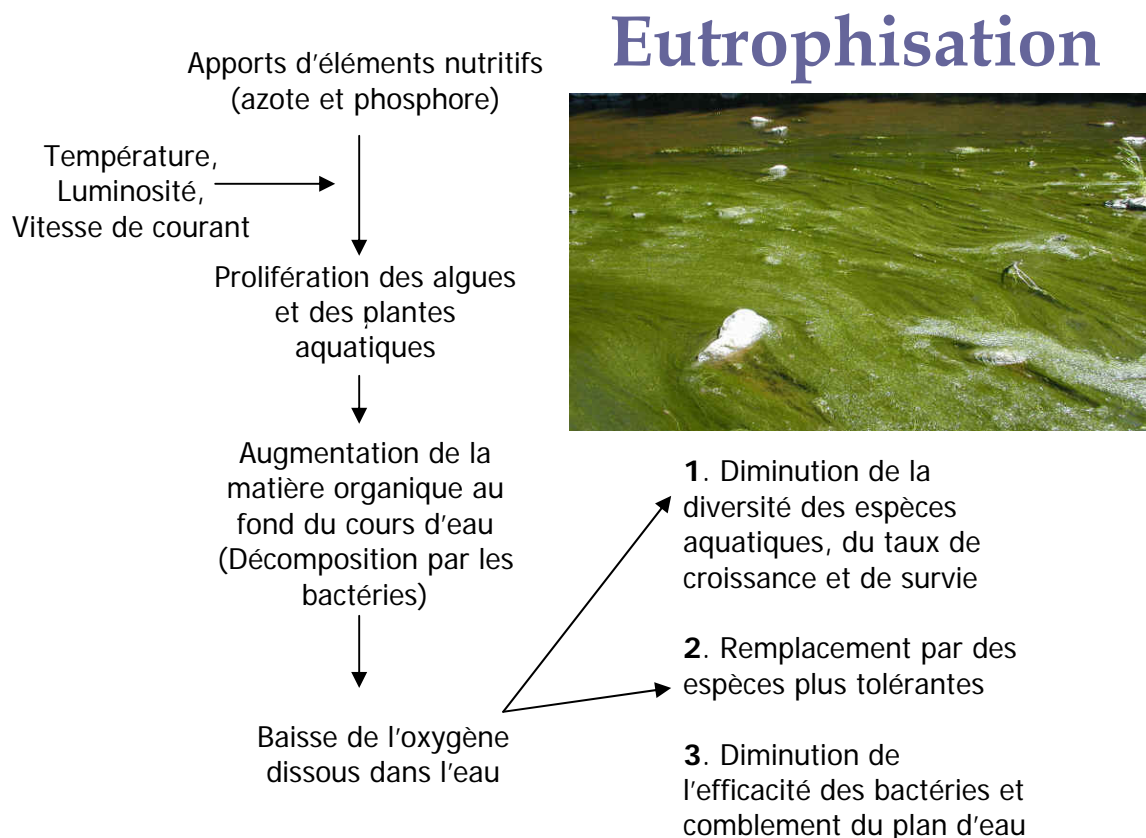 Eutrophisation
Apports d'éléments nutritifs
(azote et phosphore)
Température,
Luminosité,
Vitesse de courant
Prolifération des algues
et des plantes
aquatiques
Augmentation de la
matière organique au
fond du cours d'eau
(Décomposition par les
bactéries)
Baisse de l'oxygène
dissous dans l'eau
1. Diminution de la
diversité des espèces
aquatiques, du taux de
croissance et de survie
2. Remplacement par des
espèces plus tolérantes
3. Diminution de
l'efficacité des bactéries et
comblement du plan d'eau